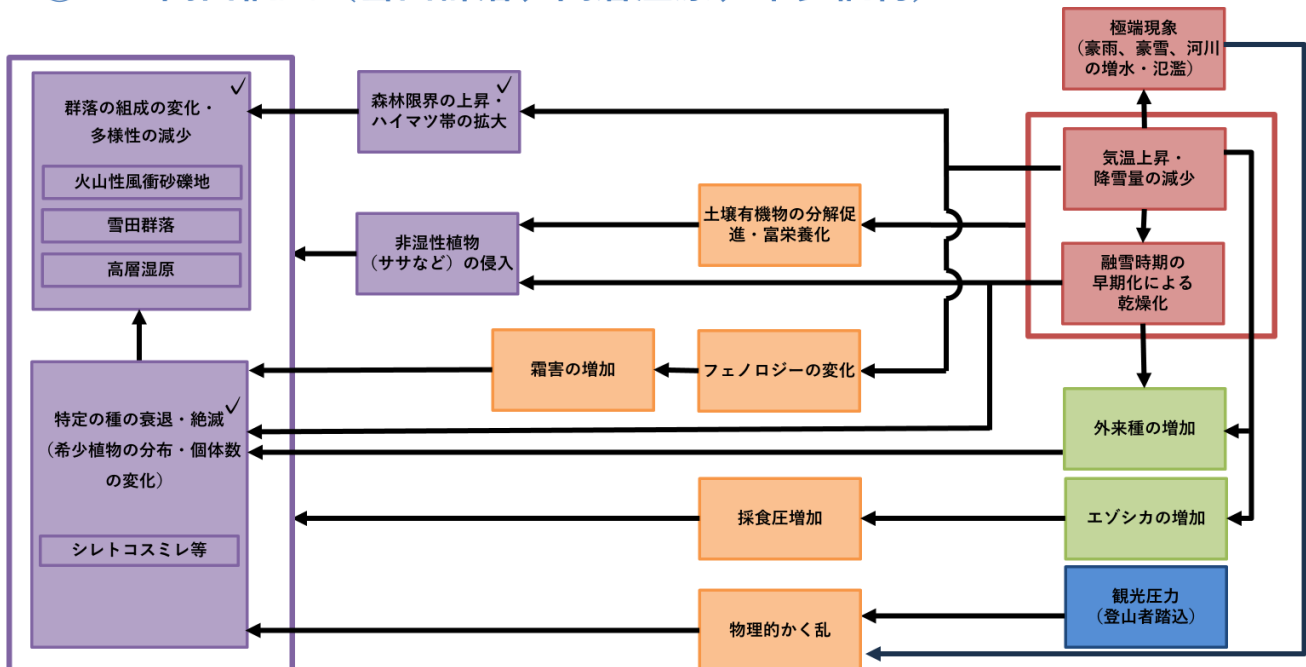 極端現象
（豪雨、豪雪、河川
の増水・氾濫）
群落の組成の変化・
多様性の減少
火山性風衝砂礫地
雪田群落
高層湿原
森林限界の上昇・
ハイマツ帯の拡大
気温上昇・
降雪量の減少
土壌有機物の分解促
進・富栄養化
非湿性植物
（ササなど）の侵入
融雪時期の
早期化による
乾燥化
霜害の増加
フェノロジーの変化
特定の種の衰退・絶滅
（希少植物の分布・個体数
の変化）
シレトコスミレ等
外来種の増加
採食圧増加
エゾシカの増加
物理的かく乱
観光圧力
（登山者踏込）